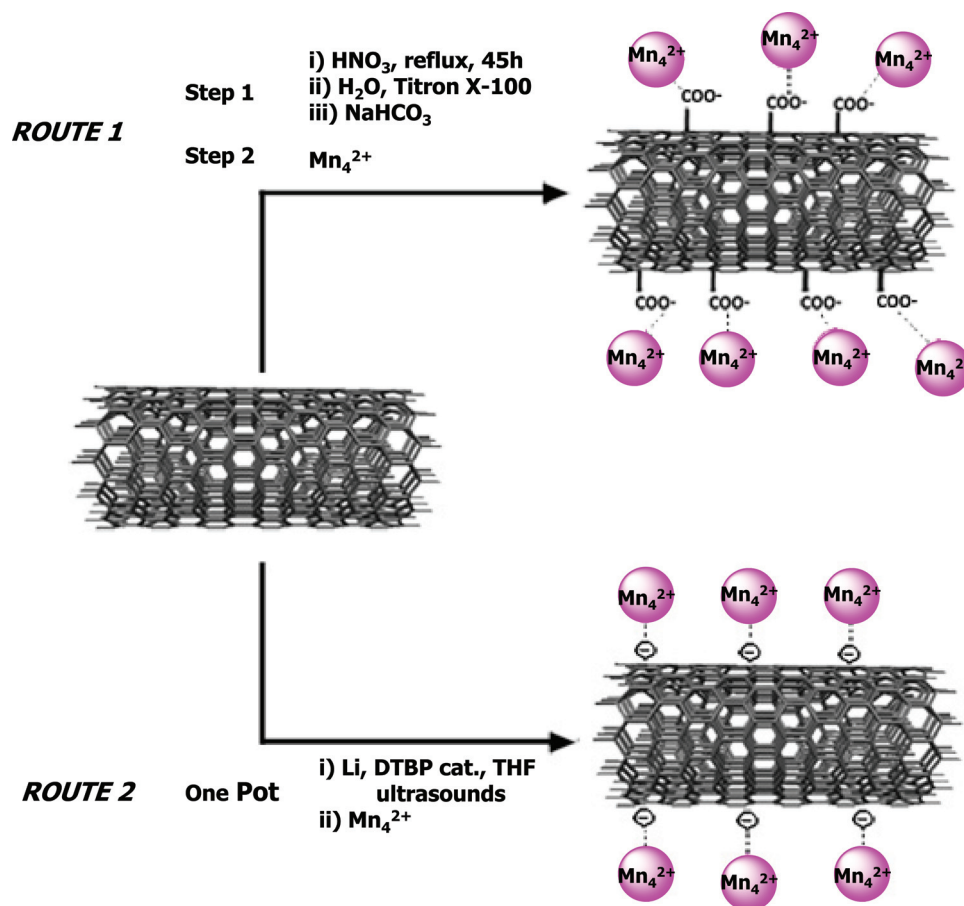 ROUTE 1
Step 1
i) HNO₃, reflux, 45h
ii) H₂O, Titron X-100
iii) NaHCO₃
Step 2
Mn₄²⁺
Mn₄²⁺
Mn₄²⁺
Mn₄²⁺
COO-
COO-
COO-
COO-
COO-
COO-
COO-
Mn₄²⁺
Mn₄²⁺
Mn₄²⁺
Mn₄²
Mn₄²⁺
Mn₄²⁺
Mn₄²⁺
−
−
−
ROUTE 2
One Pot
i) Li, DTBP cat., THF
ultrasounds
ii) Mn₄²⁺
−
−
−
Mn₄²⁺
Mn₄²⁺
Mn₄²⁺